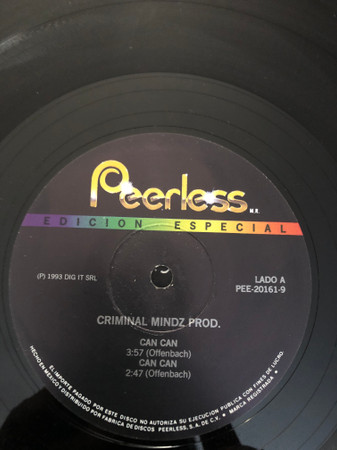 Peerless M.R.
EDICION ESPECIAL
(P) 1993 DIG IT SRL
LADO A
PEE-20161-9
CRIMINAL MINDZ PROD.
CAN CAN
3:57 (Offenbach)
CAN CAN
2:47 (Offenbach)
EL IMPORTE PAGADO POR ESTE DISCO NO AUTORIZA SU EJECUCION PUBLICA CON FINES DE LUCRO.
HECHO EN MEXICO Y DISTRIBUIDO POR FABRICA DE DISCOS PEERLESS, S.A. DE C.V. ★ MARCA REGISTRADA ★